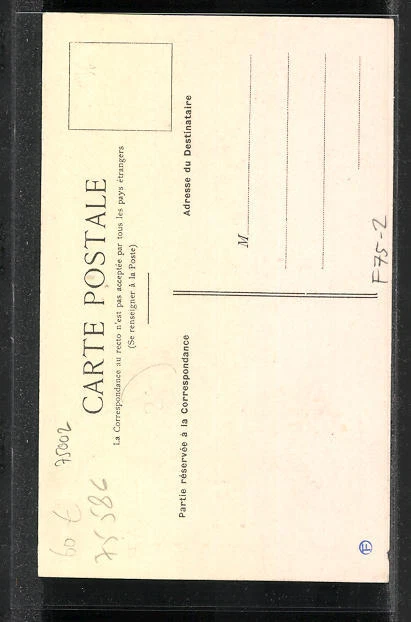 60 €
75002
75586
CARTE POSTALE
La Correspondance au recto n'est pas acceptée par tous les pays étrangers
(Se renseigner à la Poste)
Partie réservée à la Correspondance
Adresse du Destinataire
M
F75-2
F